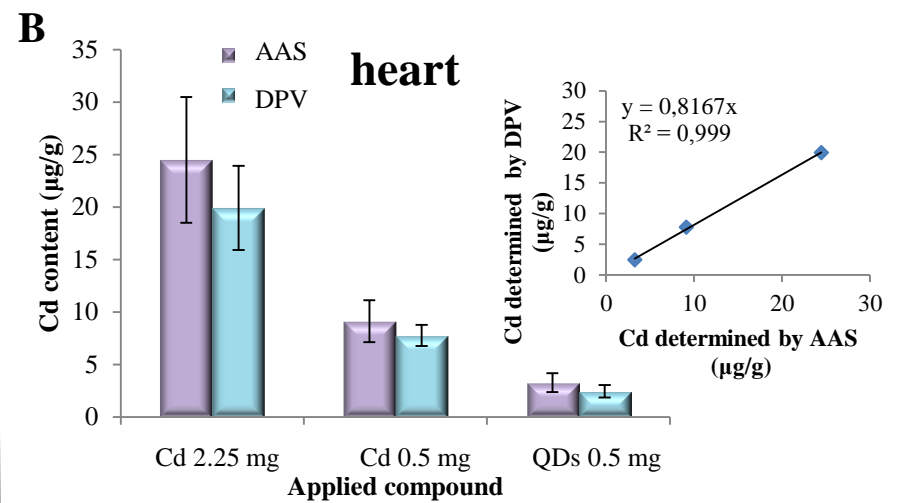 B
heart
AAS
DPV
35
30
25
20
15
10
5
0
Cd content (µg/g)
Cd 2.25 mg Cd 0.5 mg QDs 0.5 mg
Applied compound
y = 0,8167x
R² = 0,999
30
25
20
15
10
5
0
Cd determined by DPV
(µg/g)
0 10 20 30
Cd determined by AAS
(µg/g)